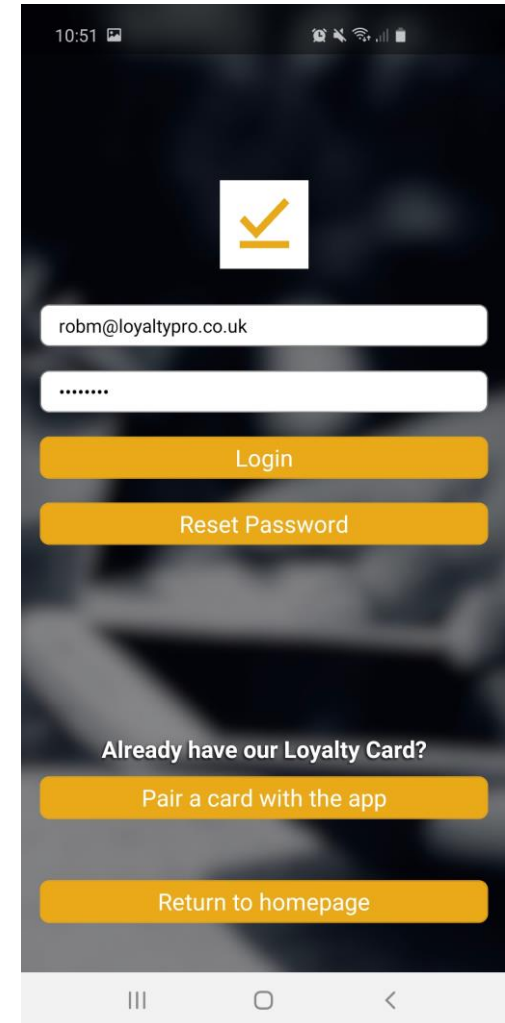 10:51
robm@loyaltypro.co.uk
••••••••
Login
Reset Password
Already have our Loyalty Card?
Pair a card with the app
Return to homepage